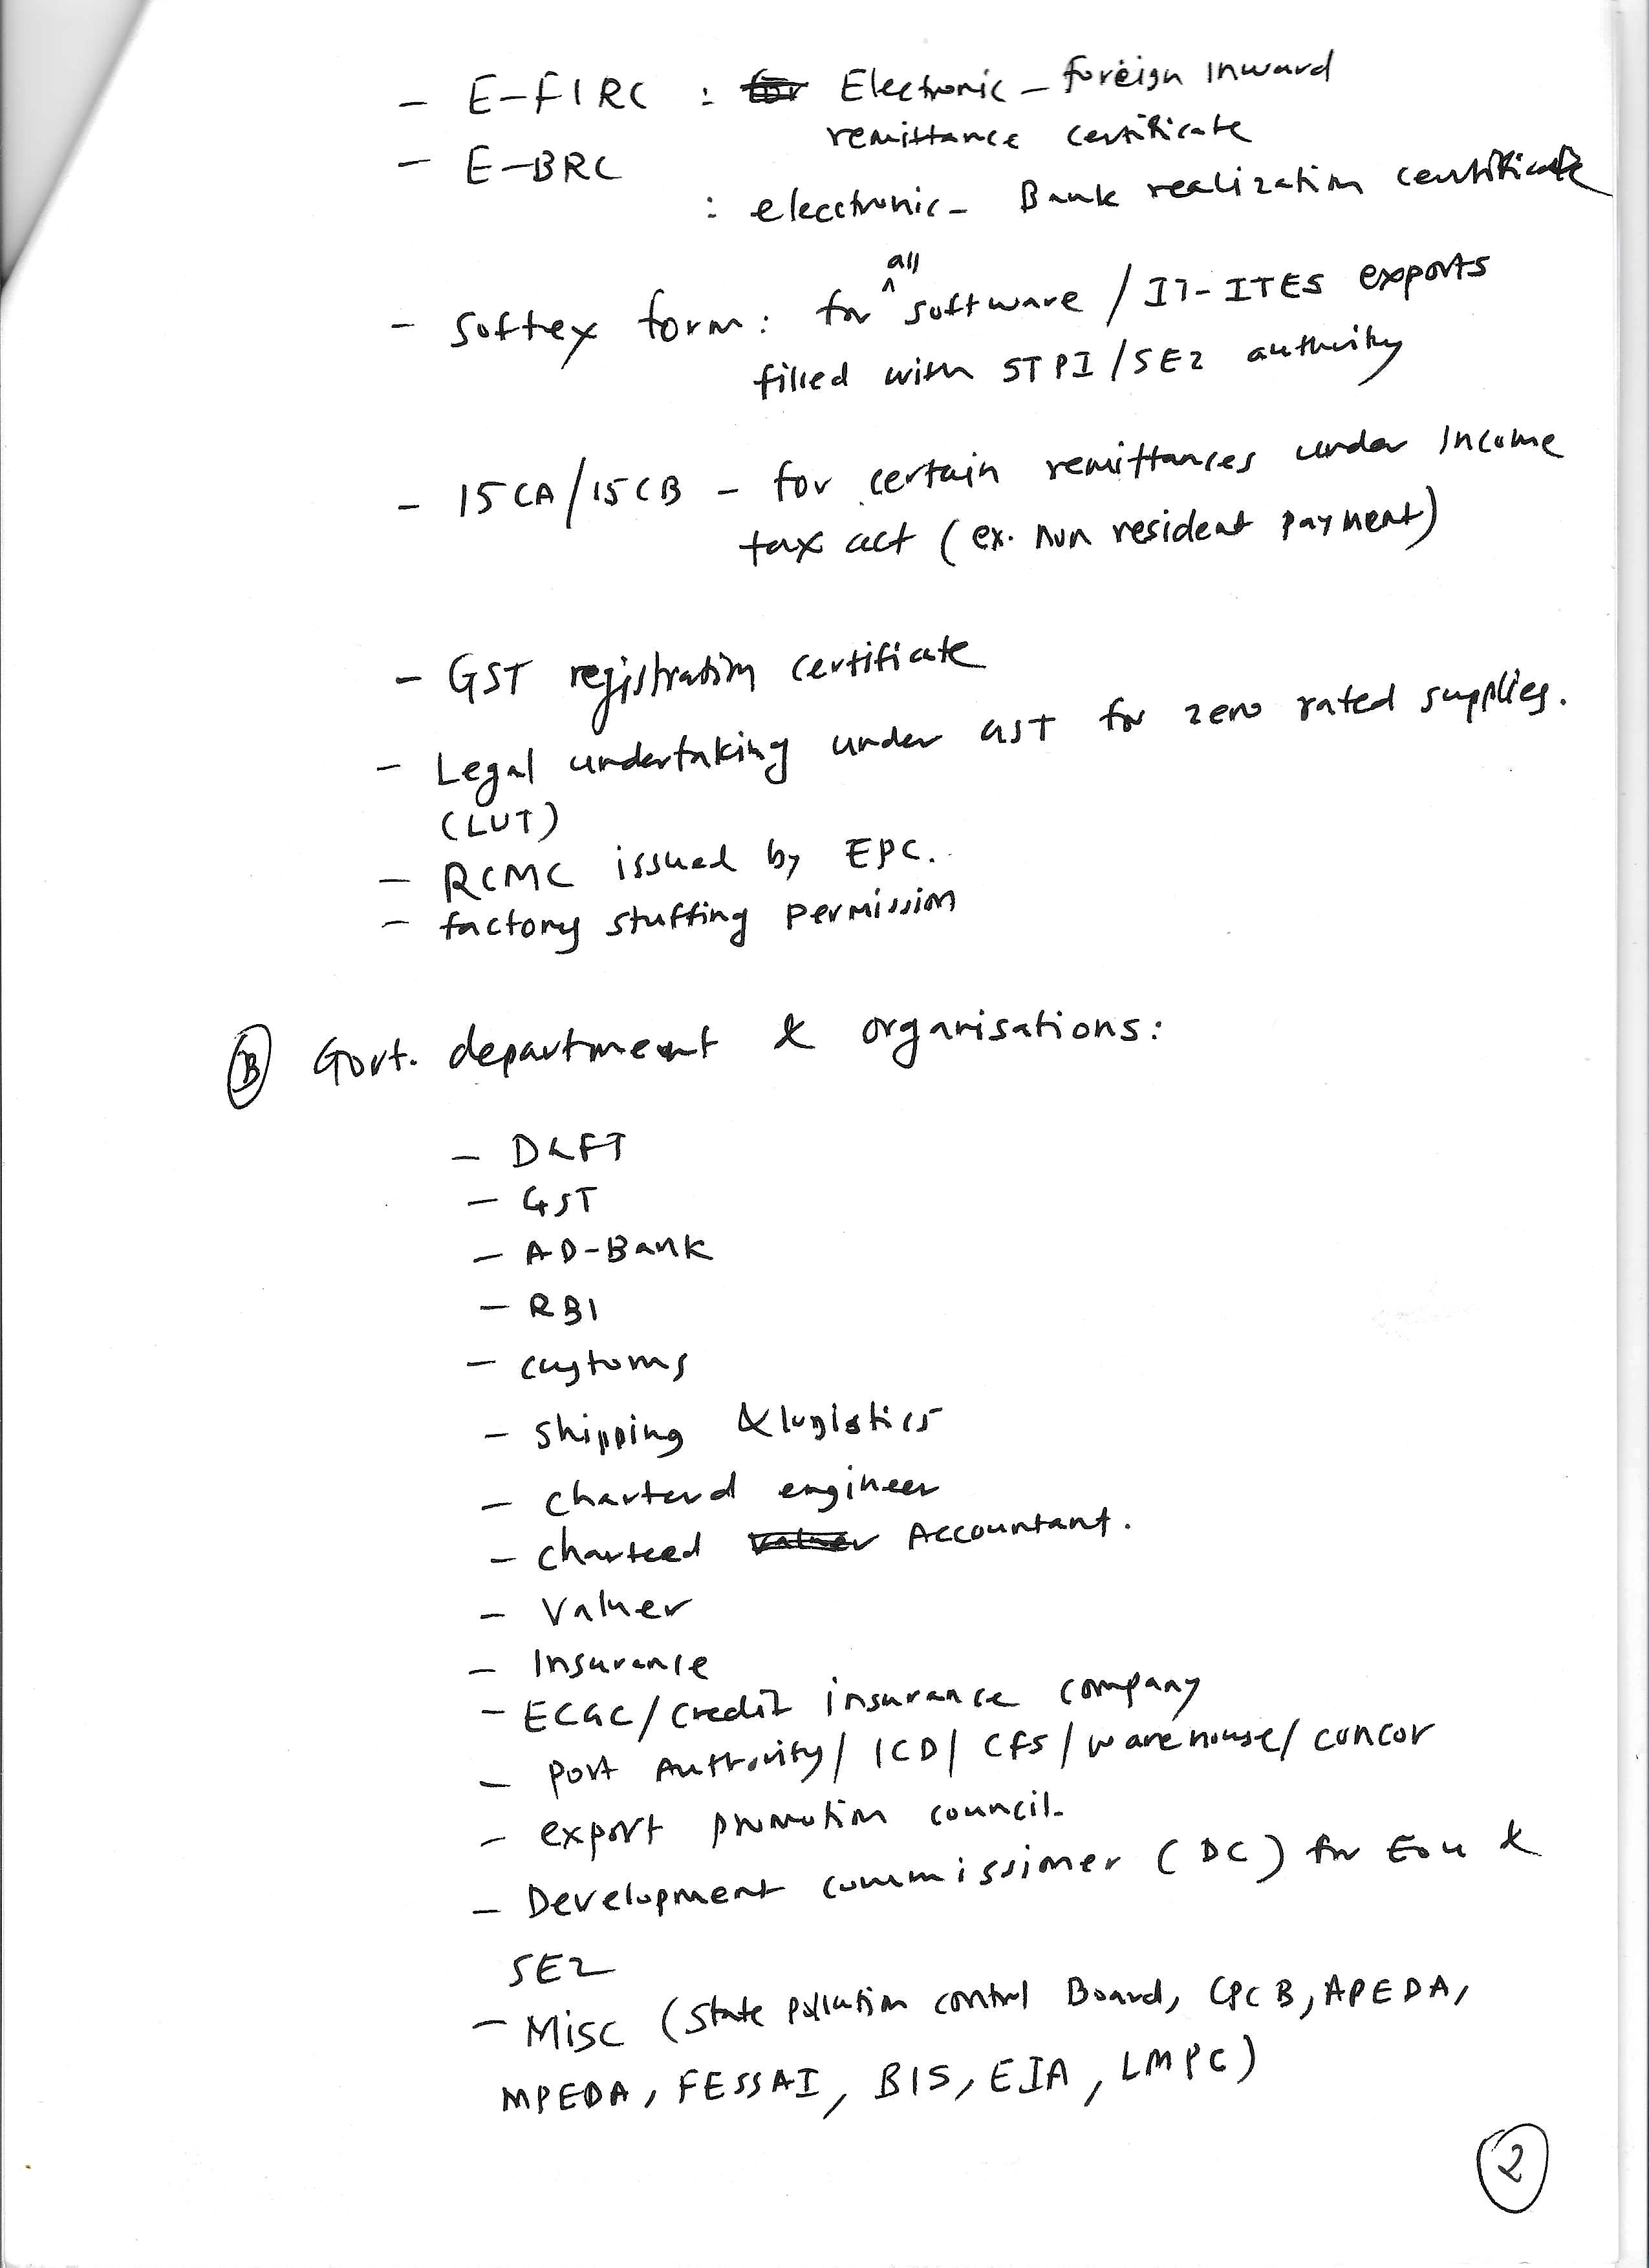 - E-FIRC : for Electronic - foreign Inward
remittance certificate
- E-BRC
: elecctronic - Bank realization certificate
all
- Softex form : for ^ software / IT-ITES exports
filled with STPI / SEZ authority
- 15CA/15CB - for certain remittances under Income
tax act ( ex. Non resident payment)
- GST registration certificate
- Legal undertaking under GST for zero rated supplies.
(LUT)
- RCMC issued by EPC.
- factory stuffing permission
(B) Govt. department & organisations:
- DGFT
- GST
- AD-Bank
- RBI
- customs
- Shipping & logistics
- charterd engineer
- charteed Valuer Accountant.
- Valuer
- Insurance
- ECGC/credit insurance company
- Port Authority/ ICD/ CFS / warehouse/ concor
- export promotion council.
- Development commissioner ( DC ) for EOU &
SEZ
- Misc (State Pollution control Board, CPCB, APEDA,
MPEDA, FESSAI, BIS, EIA, LMPC)
2